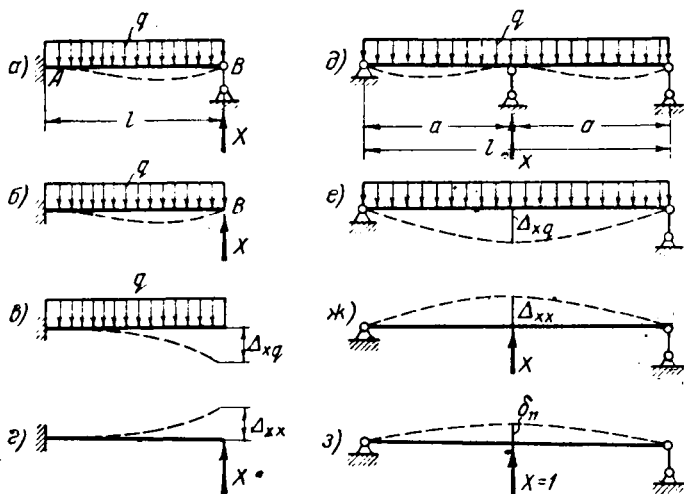 а) q A B l X
б) q B X
в) q Δxq
г) Δxx X
д) q a a l X
е) Δxq
ж) Δxx X
з) δ11 X=1